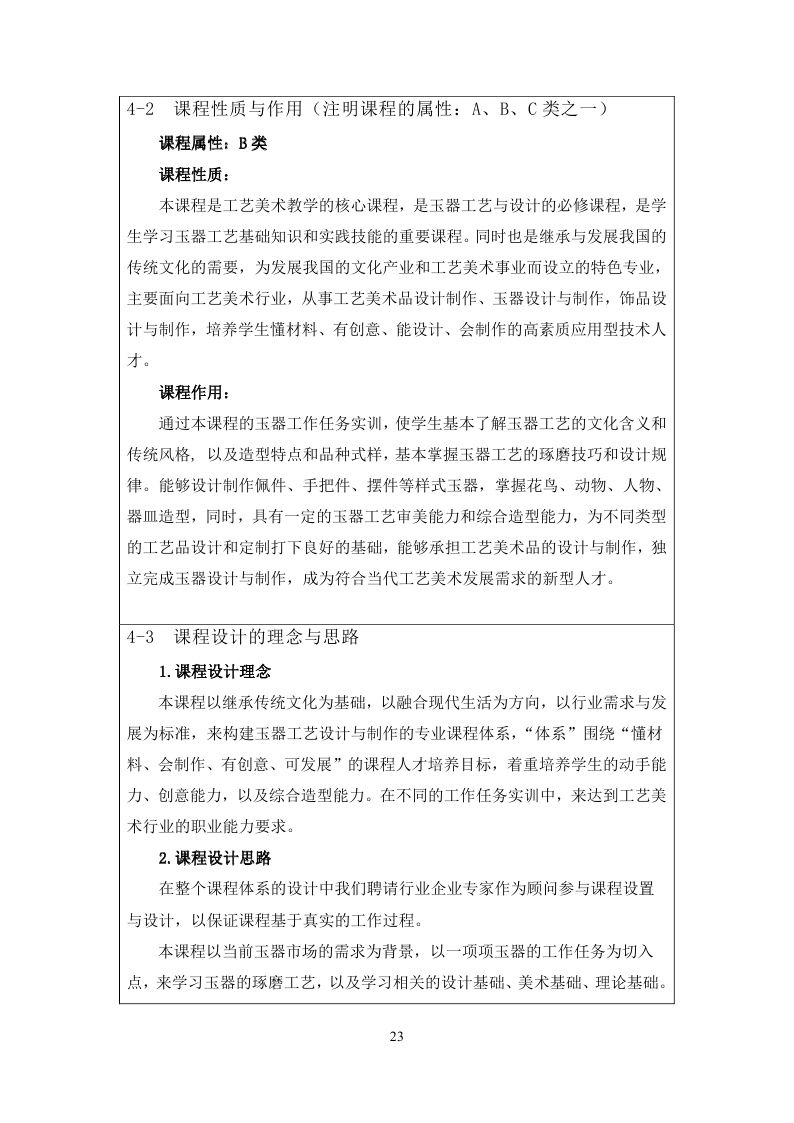 4-2　课程性质与作用（注明课程的属性：A、B、C 类之一）
课程属性：B 类
课程性质：
本课程是工艺美术教学的核心课程，是玉器工艺与设计的必修课程，是学
生学习玉器工艺基础知识和实践技能的重要课程。同时也是继承与发展我国的
传统文化的需要，为发展我国的文化产业和工艺美术事业而设立的特色专业，
主要面向工艺美术行业，从事工艺美术品设计制作、玉器设计与制作，饰品设
计与制作，培养学生懂材料、有创意、能设计、会制作的高素质应用型技术人
才。
课程作用：
通过本课程的玉器工作任务实训，使学生基本了解玉器工艺的文化含义和
传统风格, 以及造型特点和品种式样，基本掌握玉器工艺的琢磨技巧和设计规
律。能够设计制作佩件、手把件、摆件等样式玉器，掌握花鸟、动物、人物、
器皿造型，同时，具有一定的玉器工艺审美能力和综合造型能力，为不同类型
的工艺品设计和定制打下良好的基础，能够承担工艺美术品的设计与制作，独
立完成玉器设计与制作，成为符合当代工艺美术发展需求的新型人才。
4-3　课程设计的理念与思路
1.课程设计理念
本课程以继承传统文化为基础，以融合现代生活为方向，以行业需求与发
展为标准，来构建玉器工艺设计与制作的专业课程体系，“体系”围绕“懂材
料、会制作、有创意、可发展”的课程人才培养目标，着重培养学生的动手能
力、创意能力，以及综合造型能力。在不同的工作任务实训中，来达到工艺美
术行业的职业能力要求。
2.课程设计思路
在整个课程体系的设计中我们聘请行业企业专家作为顾问参与课程设置
与设计，以保证课程基于真实的工作过程。
本课程以当前玉器市场的需求为背景，以一项项玉器的工作任务为切入
点，来学习玉器的琢磨工艺，以及学习相关的设计基础、美术基础、理论基础。
23